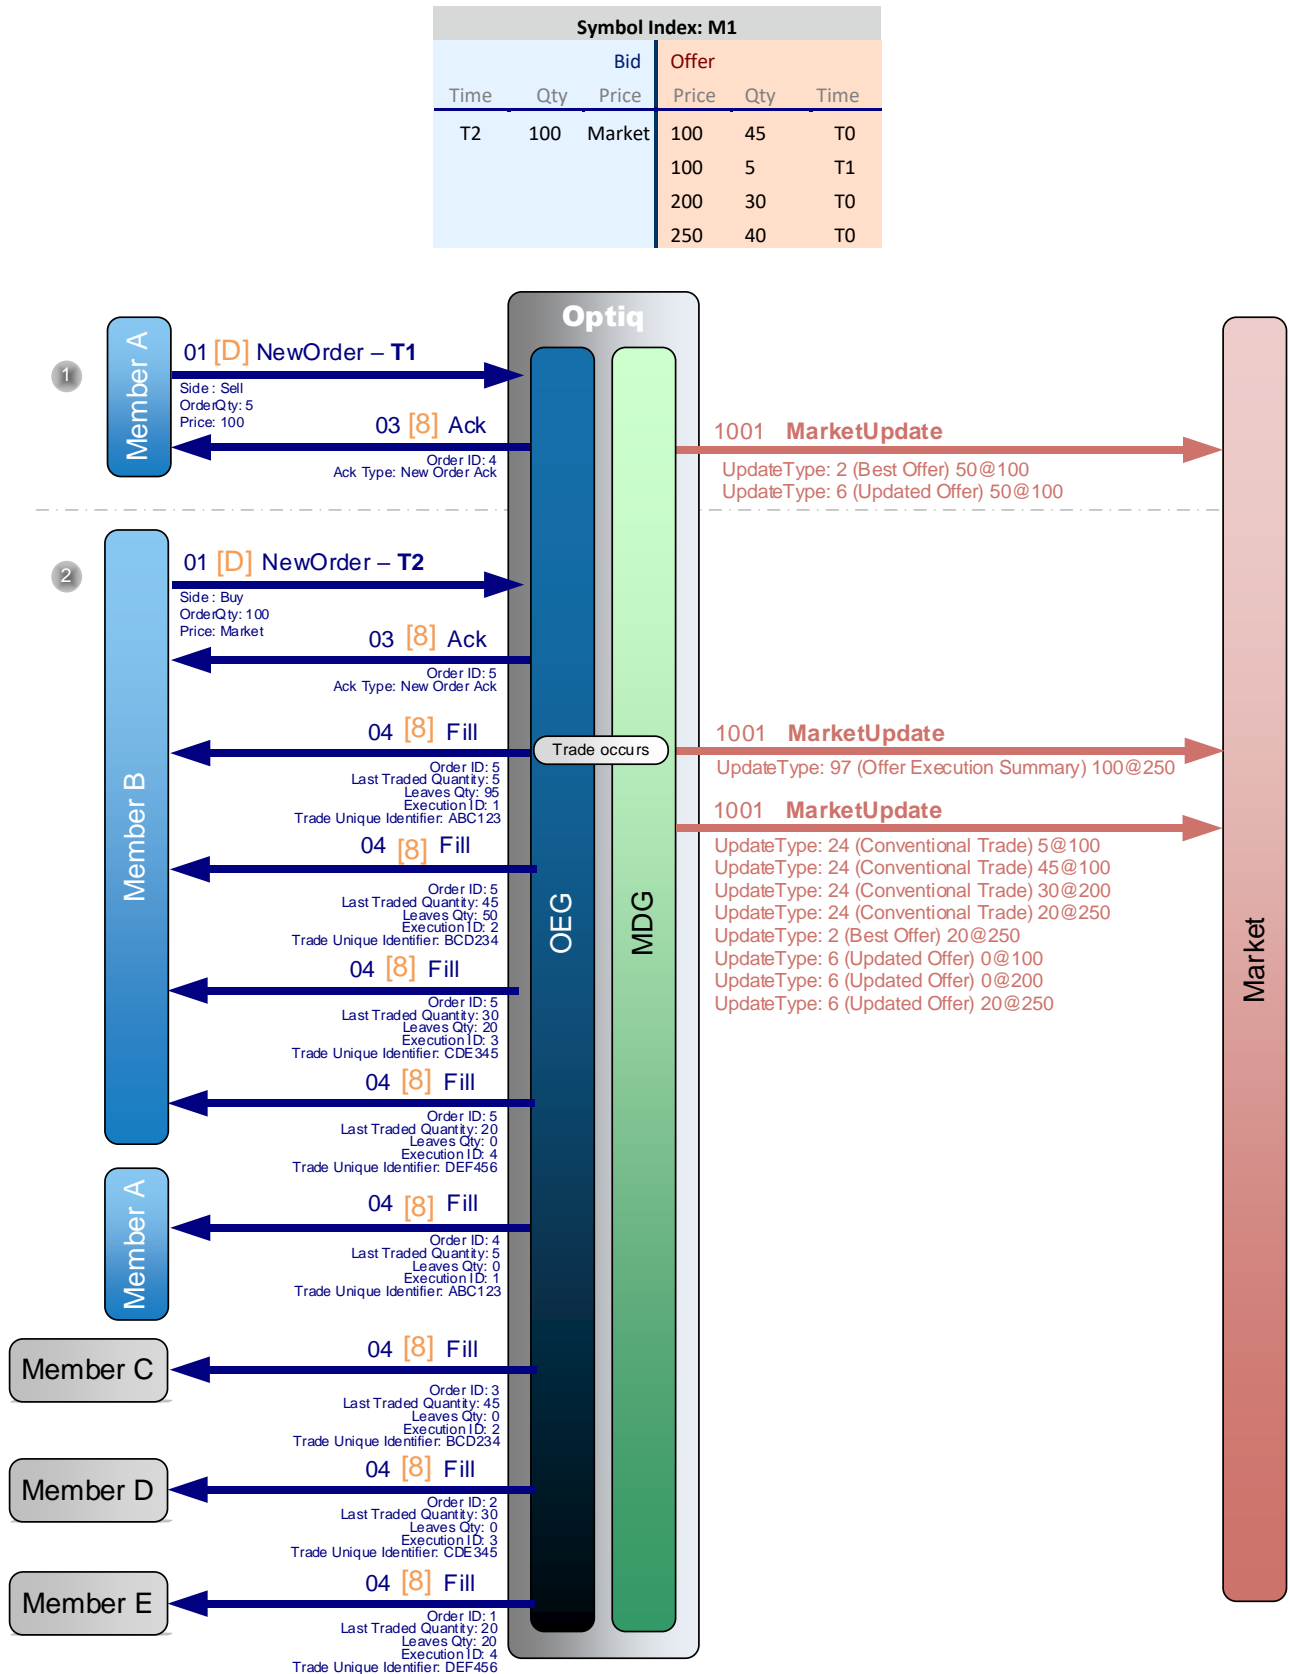 Symbol Index: M1
Bid Offer
Time Qty Price Price Qty Time
T2 100 Market 100 45 T0
100 5 T1
200 30 T0
250 40 T0
Optiq
OEG
MDG
Market
1
Member A
01 [D] NewOrder – T1
Side : Sell
OrderQty: 5
Price: 100
03 [8] Ack
Order ID: 4
Ack Type: New Order Ack
1001 MarketUpdate
UpdateType: 2 (Best Offer) 50@100
UpdateType: 6 (Updated Offer) 50@100
2
Member B
01 [D] NewOrder – T2
Side : Buy
OrderQty: 100
Price: Market
03 [8] Ack
Order ID: 5
Ack Type: New Order Ack
04 [8] Fill
Order ID: 5
Last Traded Quantity: 5
Leaves Qty: 95
Execution ID: 1
Trade Unique Identifier: ABC123
Trade occurs
1001 MarketUpdate
UpdateType: 97 (Offer Execution Summary) 100@250
1001 MarketUpdate
UpdateType: 24 (Conventional Trade) 5@100
UpdateType: 24 (Conventional Trade) 45@100
UpdateType: 24 (Conventional Trade) 30@200
UpdateType: 24 (Conventional Trade) 20@250
UpdateType: 2 (Best Offer) 20@250
UpdateType: 6 (Updated Offer) 0@100
UpdateType: 6 (Updated Offer) 0@200
UpdateType: 6 (Updated Offer) 20@250
04 [8] Fill
Order ID: 5
Last Traded Quantity: 45
Leaves Qty: 50
Execution ID: 2
Trade Unique Identifier: BCD234
04 [8] Fill
Order ID: 5
Last Traded Quantity: 30
Leaves Qty: 20
Execution ID: 3
Trade Unique Identifier: CDE345
04 [8] Fill
Order ID: 5
Last Traded Quantity: 20
Leaves Qty: 0
Execution ID: 4
Trade Unique Identifier: DEF456
Member A
04 [8] Fill
Order ID: 4
Last Traded Quantity: 5
Leaves Qty: 0
Execution ID: 1
Trade Unique Identifier: ABC123
Member C
04 [8] Fill
Order ID: 3
Last Traded Quantity: 45
Leaves Qty: 0
Execution ID: 2
Trade Unique Identifier: BCD234
Member D
04 [8] Fill
Order ID: 2
Last Traded Quantity: 30
Leaves Qty: 0
Execution ID: 3
Trade Unique Identifier: CDE345
Member E
04 [8] Fill
Order ID: 1
Last Traded Quantity: 20
Leaves Qty: 20
Execution ID: 4
Trade Unique Identifier: DEF456